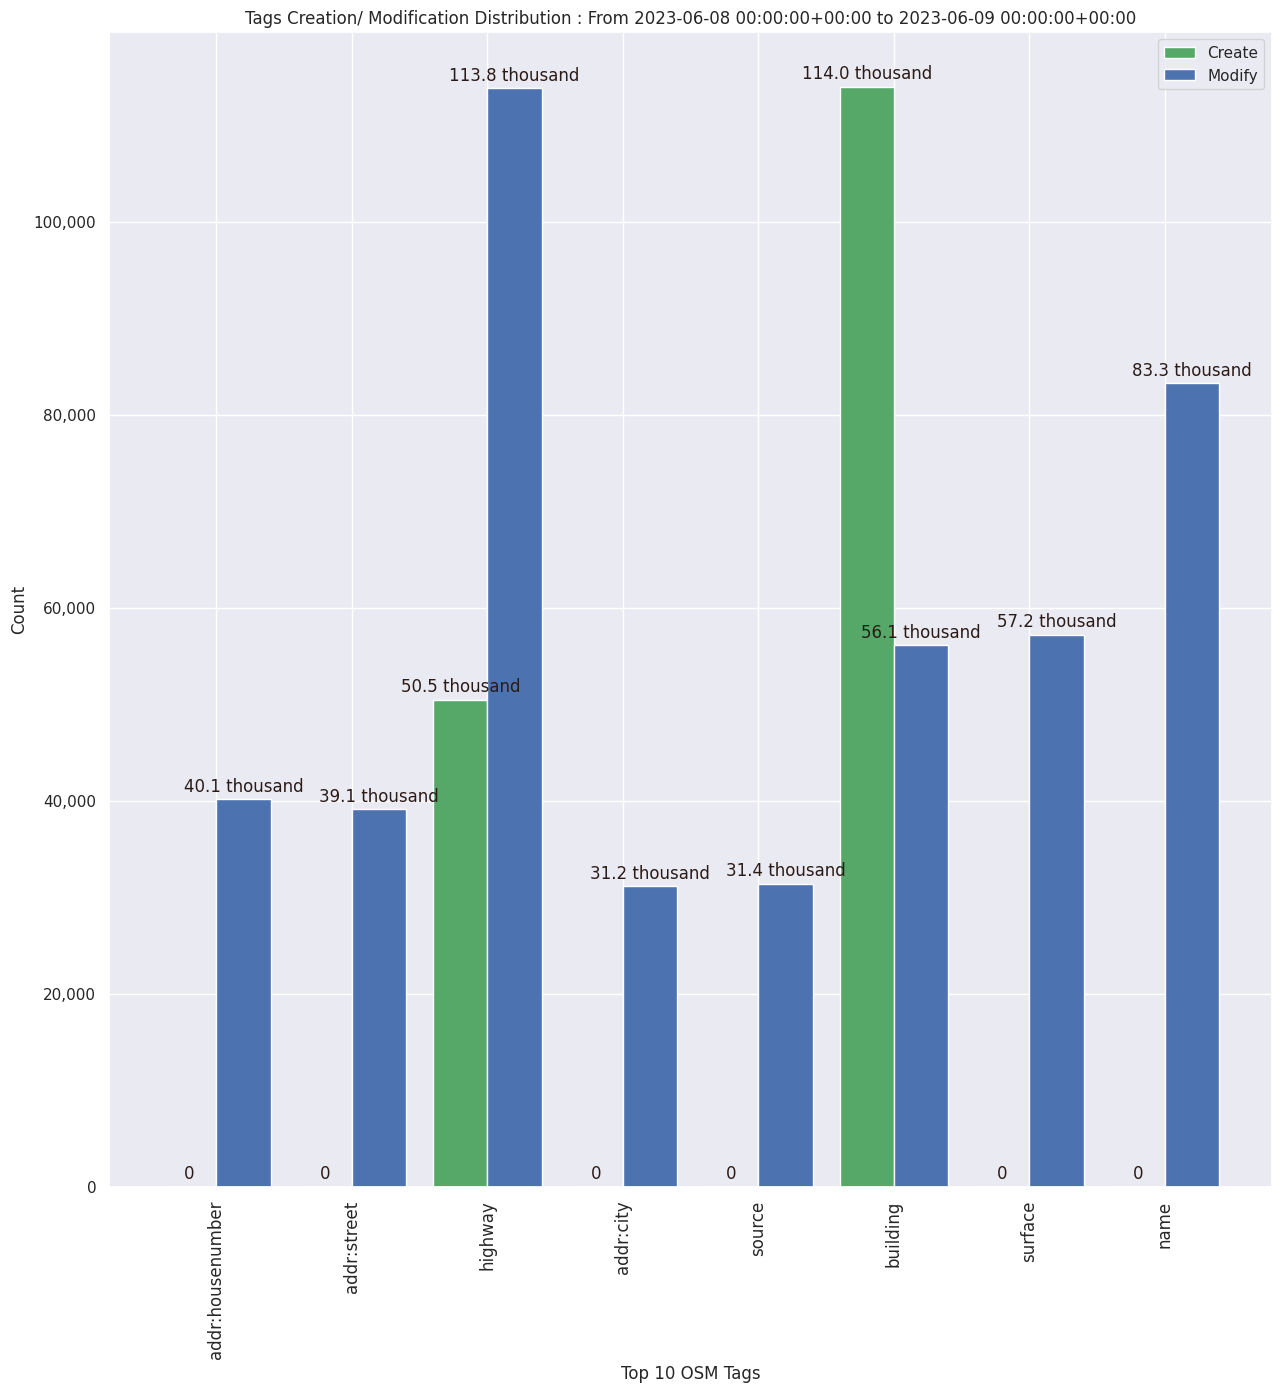 Tags Creation/ Modification Distribution : From 2023-06-08 00:00:00+00:00 to 2023-06-09 00:00:00+00:00
Create
Modify
113.8 thousand
114.0 thousand
83.3 thousand
56.1 thousand
57.2 thousand
50.5 thousand
40.1 thousand
39.1 thousand
31.2 thousand
31.4 thousand
0
0
0
0
0
0
100,000
80,000
60,000
40,000
20,000
0
Count
addr:housenumber
addr:street
highway
addr:city
source
building
surface
name
Top 10 OSM Tags